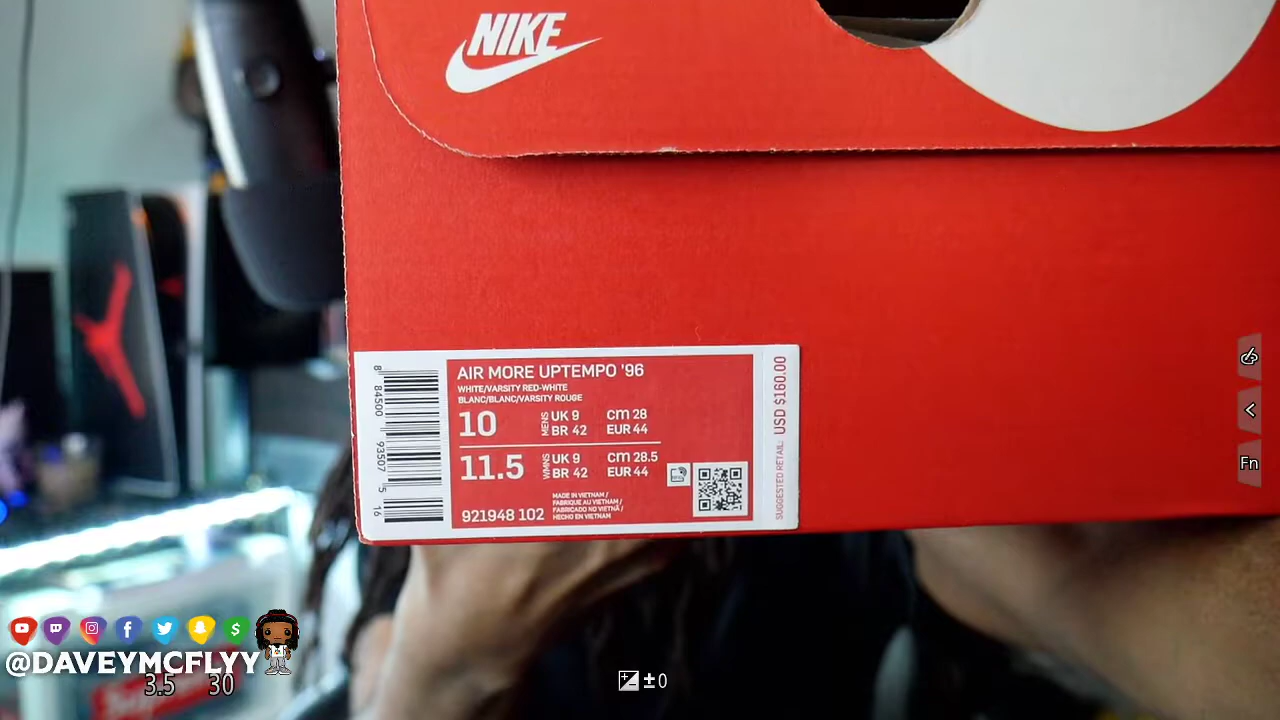 NIKE
AIR MORE UPTEMPO '96
WHITE/VARSITY RED-WHITE
BLANC/BLANC/VARSITY ROUGE
10 MENS UK 9 cm 28
BR 42 EUR 44
11.5 WMNS UK 9 cm 28.5
BR 42 EUR 44
921948 102
MADE IN VIETNAM /
FABRIQUE AU VIETNAM /
FABRICADO NO VIETNÃ /
HECHO EN VIETNAM
8 84500 93507 5 16
SUGGESTED RETAIL: USD $160.00
Fn
@DAVEYMCFLYY
Supreme
3.5 30
±0